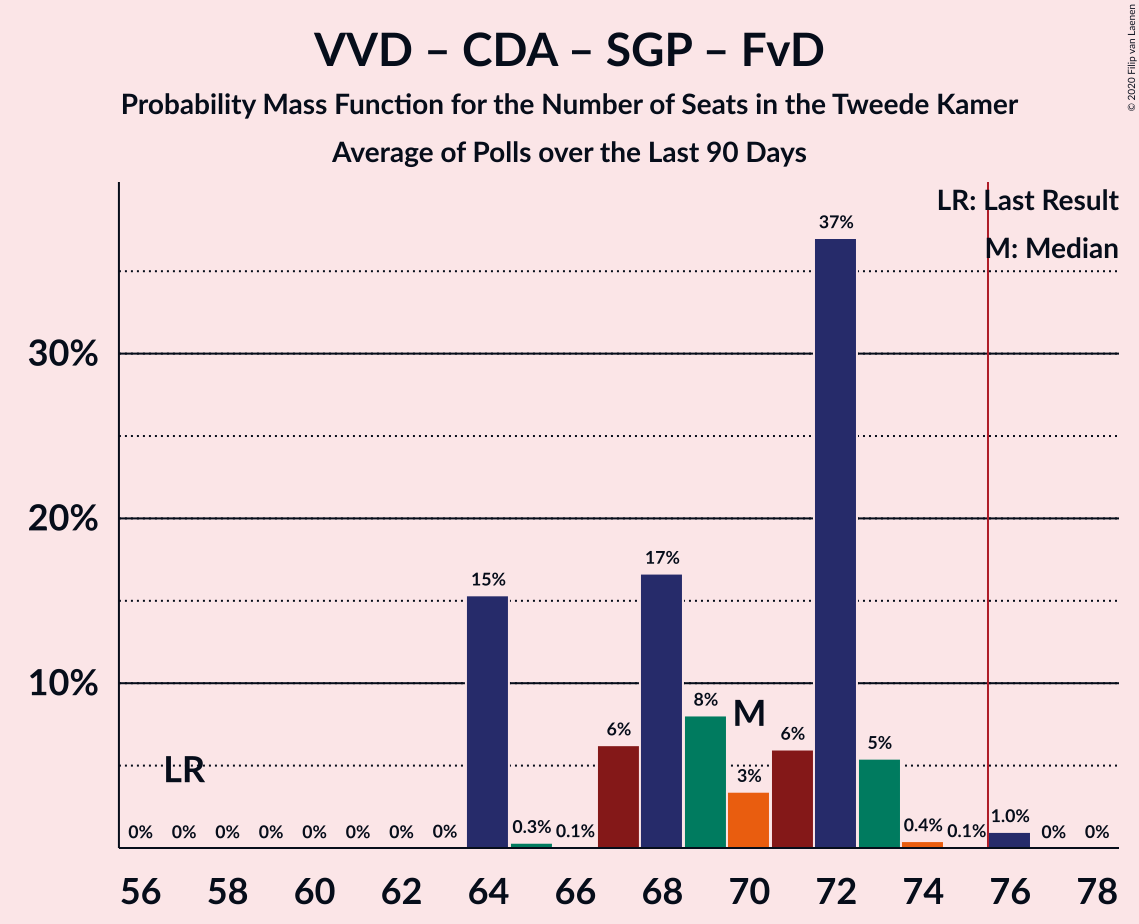 VVD – CDA – SGP – FvD
Probability Mass Function for the Number of Seats in the Tweede Kamer
Average of Polls over the Last 90 Days
© 2020 Filip van Laenen
LR: Last Result
M: Median
37%
30%
20%
17%
15%
10%
8%
M
6%
6%
5%
LR
3%
0% 0% 0% 0% 0% 0% 0% 0% 0.3% 0.1% 0.4% 0.1% 1.0% 0% 0%
56 58 60 62 64 66 68 70 72 74 76 78